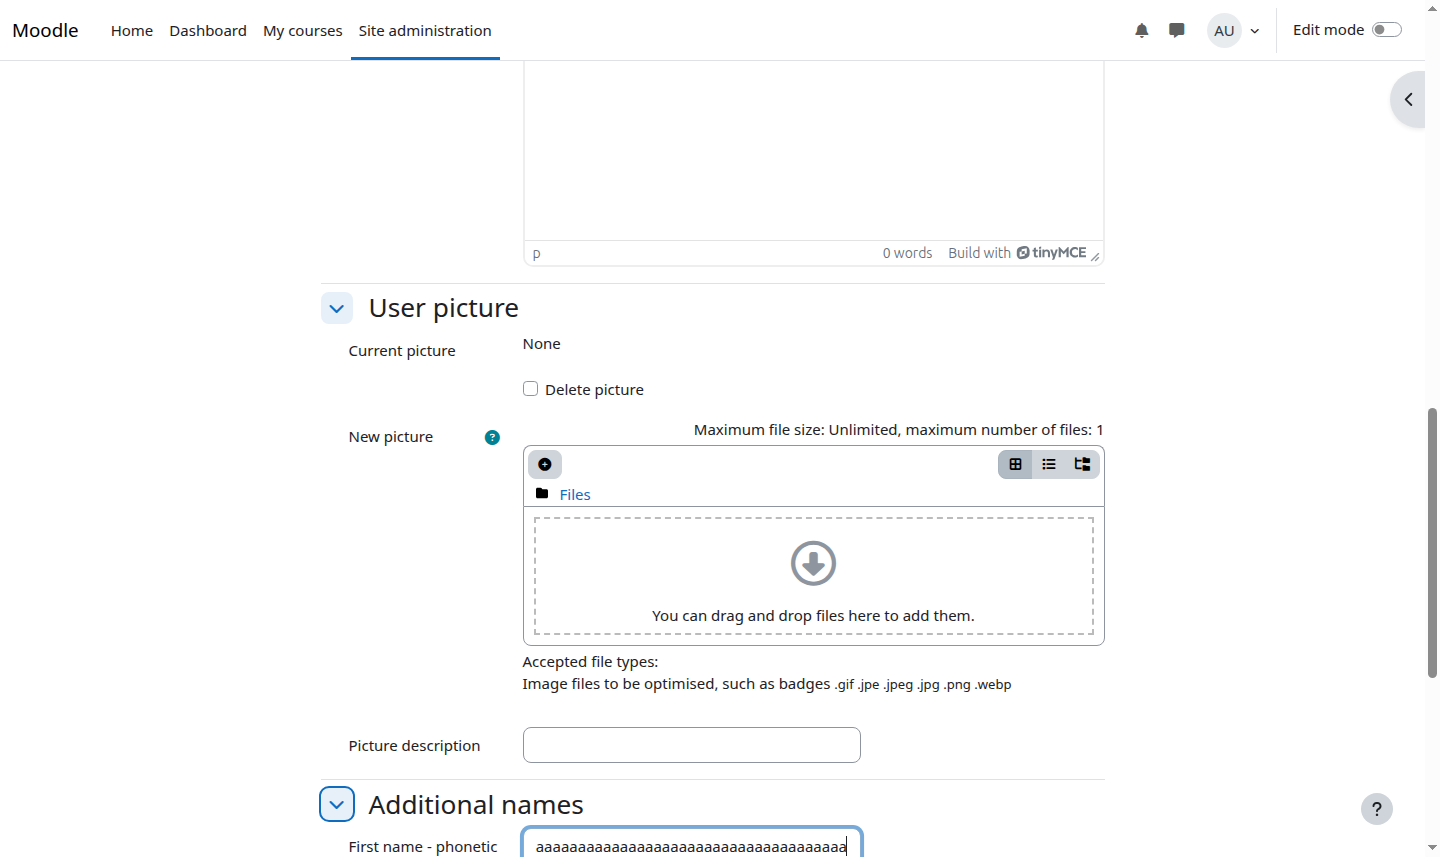 Moodle Home Dashboard My courses Site administration AU Edit mode
p 0 words Build with tinyMCE
User picture
Current picture None
Delete picture
New picture ? Maximum file size: Unlimited, maximum number of files: 1
Files
You can drag and drop files here to add them.
Accepted file types:
Image files to be optimised, such as badges .gif .jpe .jpeg .jpg .png .webp
Picture description
Additional names
?
First name - phonetic aaaaaaaaaaaaaaaaaaaaaaaaaaaaaaaaaaaaa